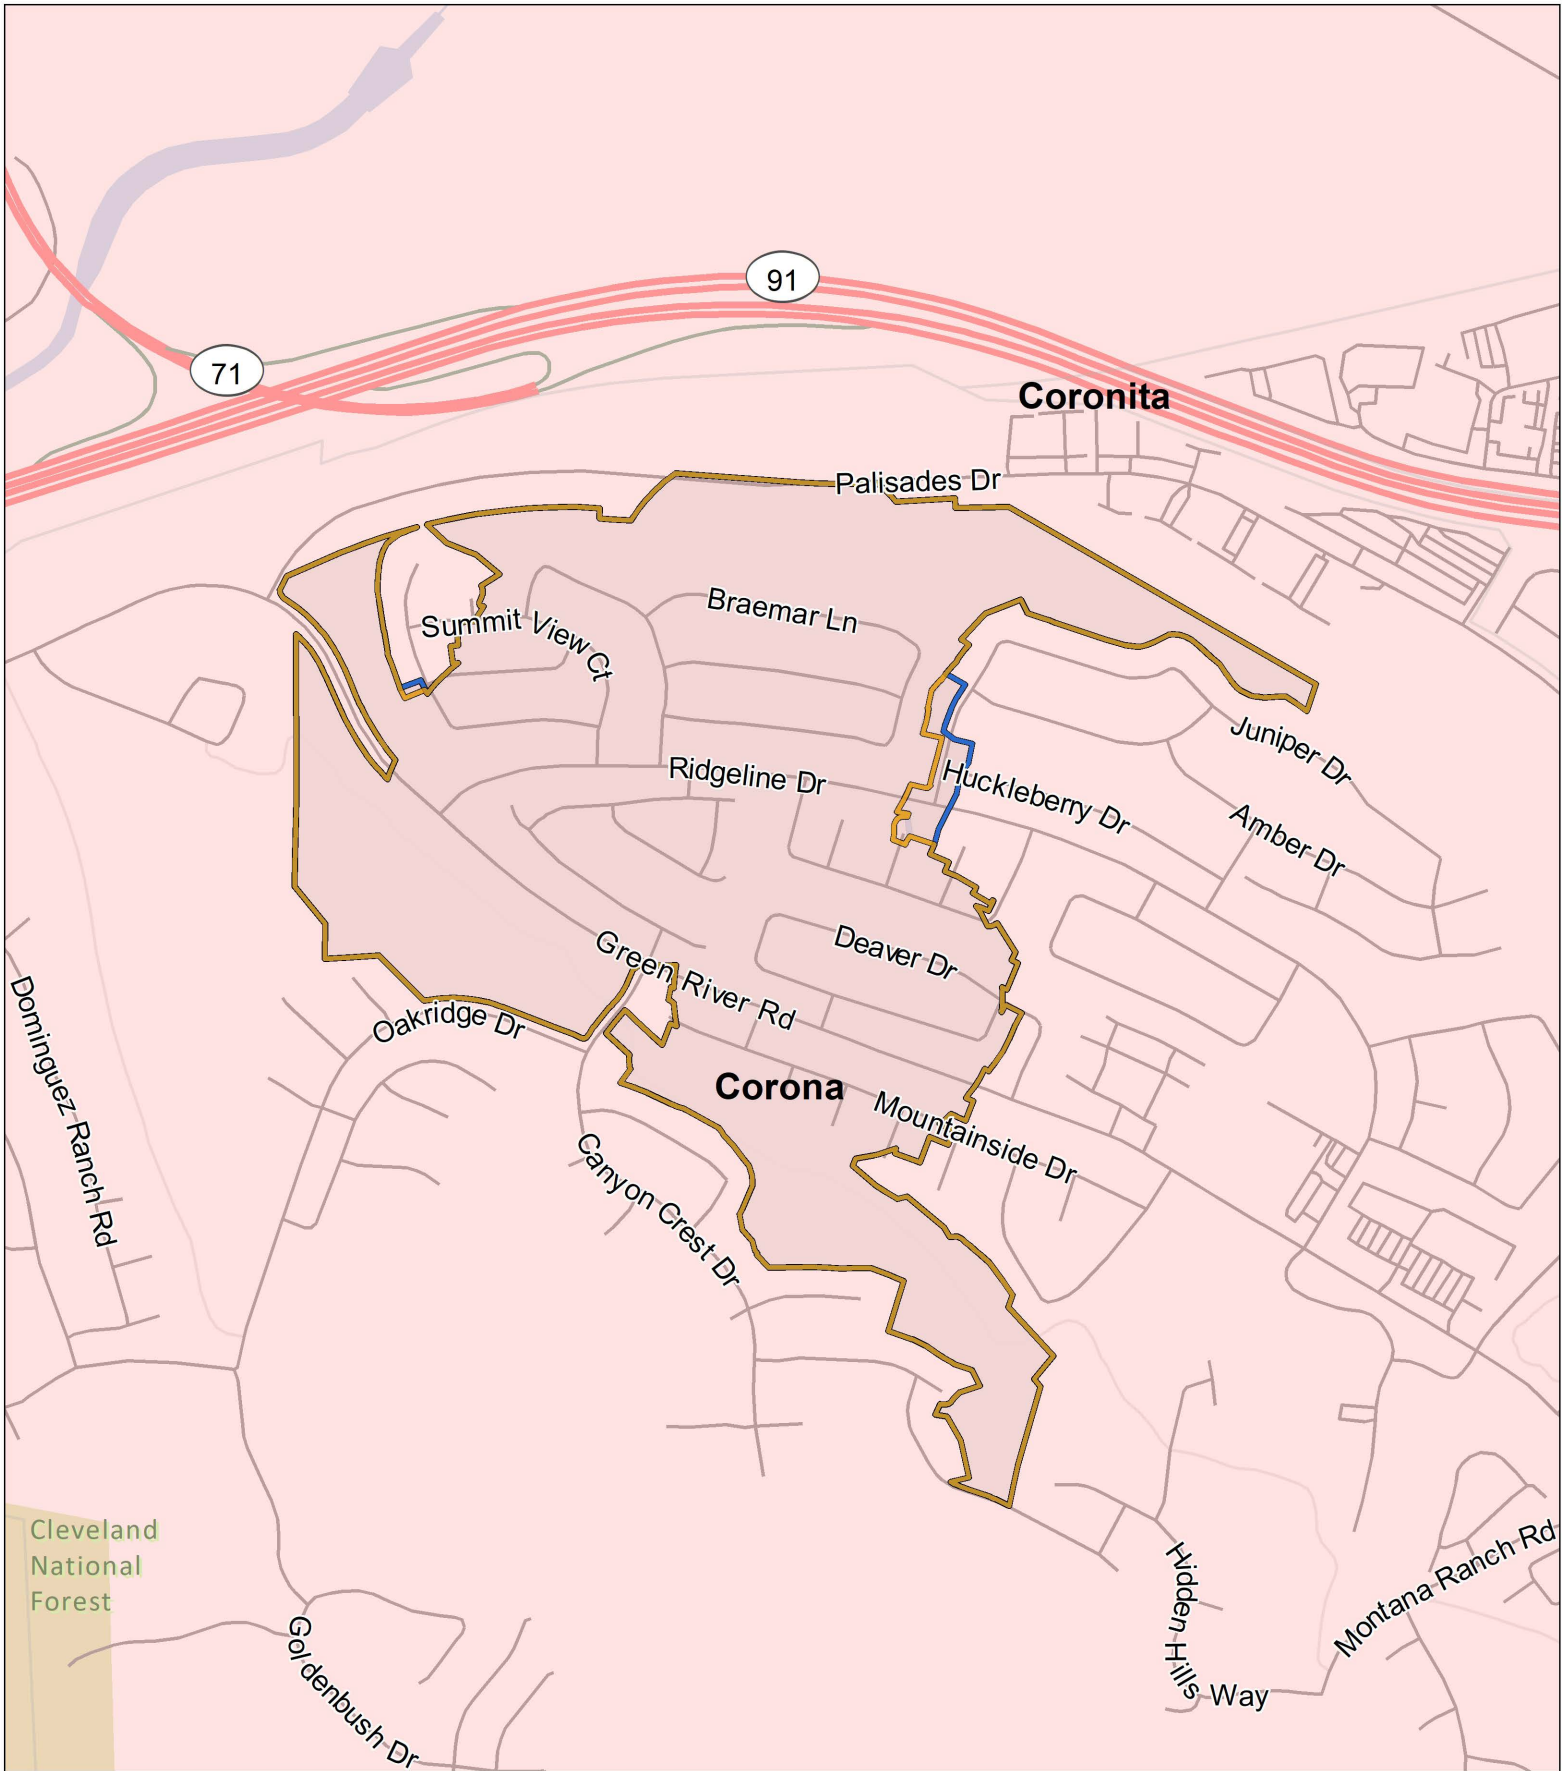 91
71
Coronita
Palisades Dr
Braemar Ln
Summit View Ct
Juniper Dr
Ridgeline Dr
Huckleberry Dr
Amber Dr
Deaver Dr
Green River Rd
Oakridge Dr
Dominguez Ranch Rd
Corona
Mountainside Dr
Canyon Crest Dr
Cleveland
National
Forest
Hidden Hills Way
Montana Ranch Rd
Goldenbush Dr